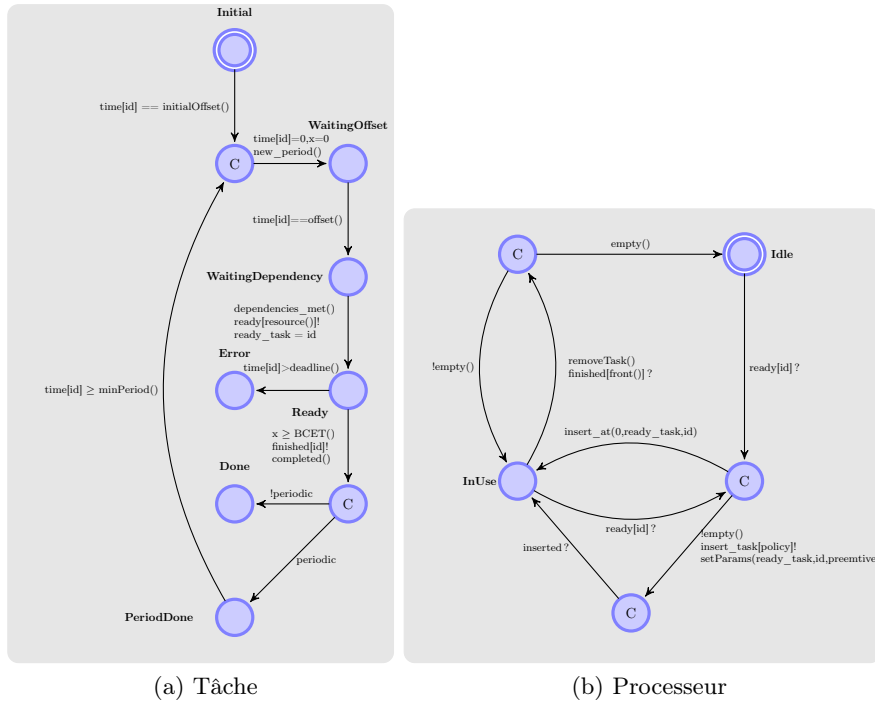 Initial
time[id] == initialOffset()
WaitingOffset
time[id]=0,x=0
new_period()
C
time[id]==offset()
WaitingDependency
dependencies_met()
ready[resource()]!
ready_task = id
Error
time[id]>deadline()
time[id] ≥ minPeriod()
Ready
x ≥ BCET()
finished[id]!
completed()
Done
!periodic
C
periodic
PeriodDone
(a) Tâche
C
empty()
Idle
!empty()
removeTask()
finished[front()]?
ready[id]?
insert_at(0,ready_task,id)
InUse
C
ready[id]?
!empty()
insert_task[policy]!
setParams(ready_task,id,preemtive
inserted?
C
(b) Processeur